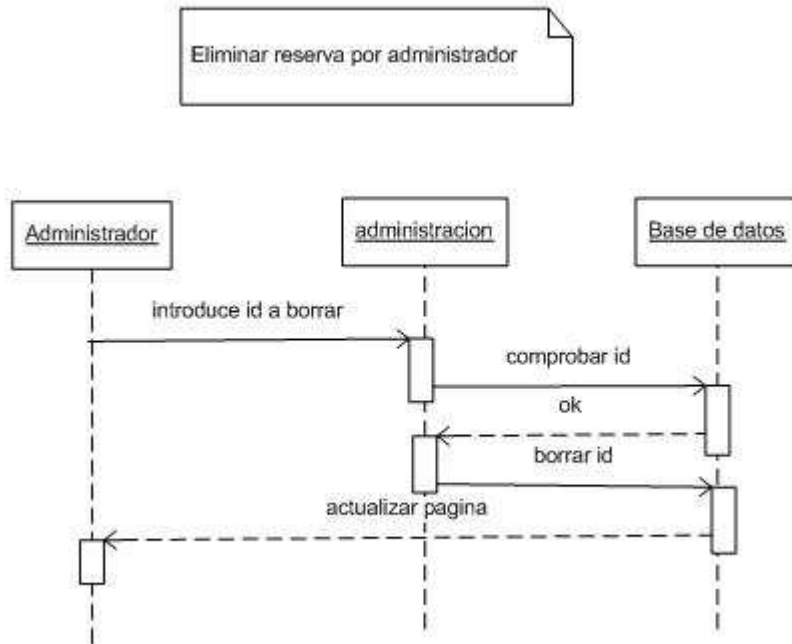 Eliminar reserva por administrador
Administrador
administracion
Base de datos
introduce id a borrar
comprobar id
ok
borrar id
actualizar pagina